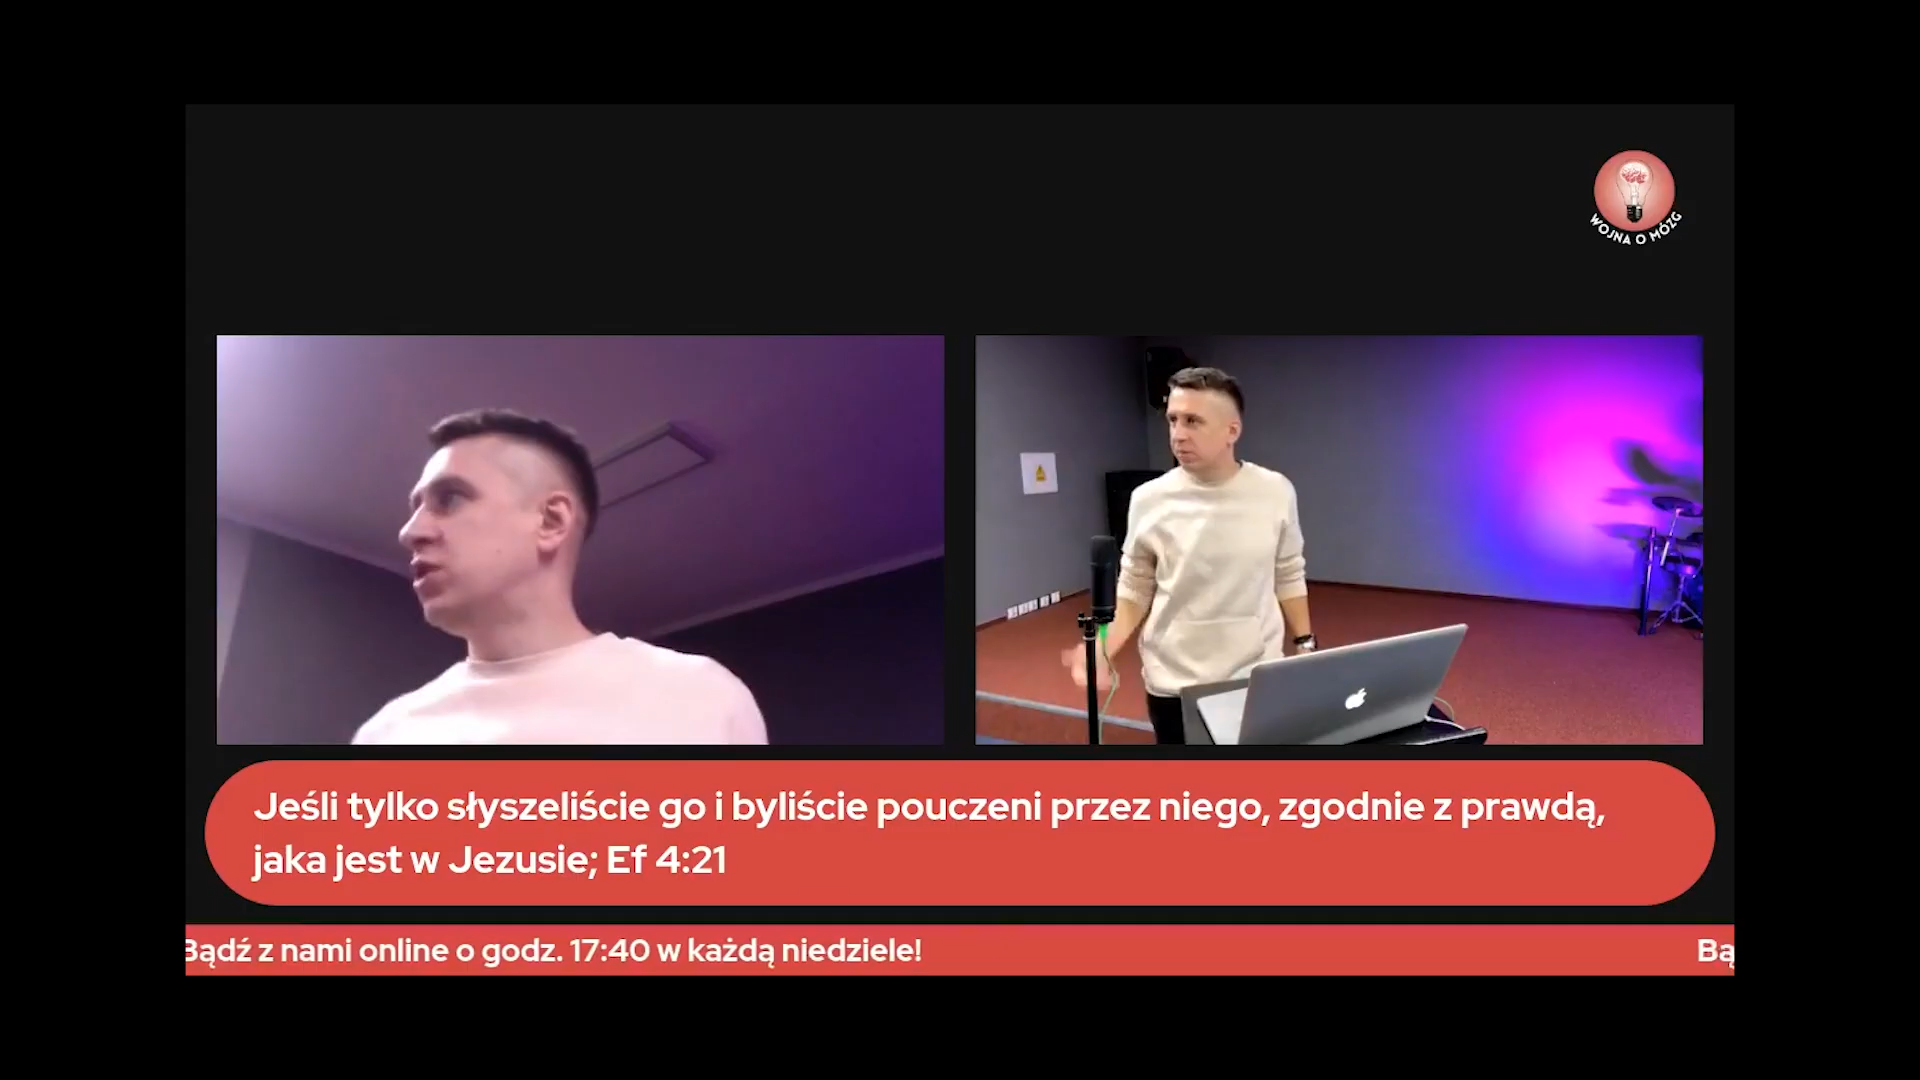 WOJNA O MÓZG
Jeśli tylko słyszeliście go i byliście pouczeni przez niego, zgodnie z prawdą,
jaka jest w Jezusie; Ef 4:21
Bądź z nami online o godz. 17:40 w każdą niedziele!
Bą